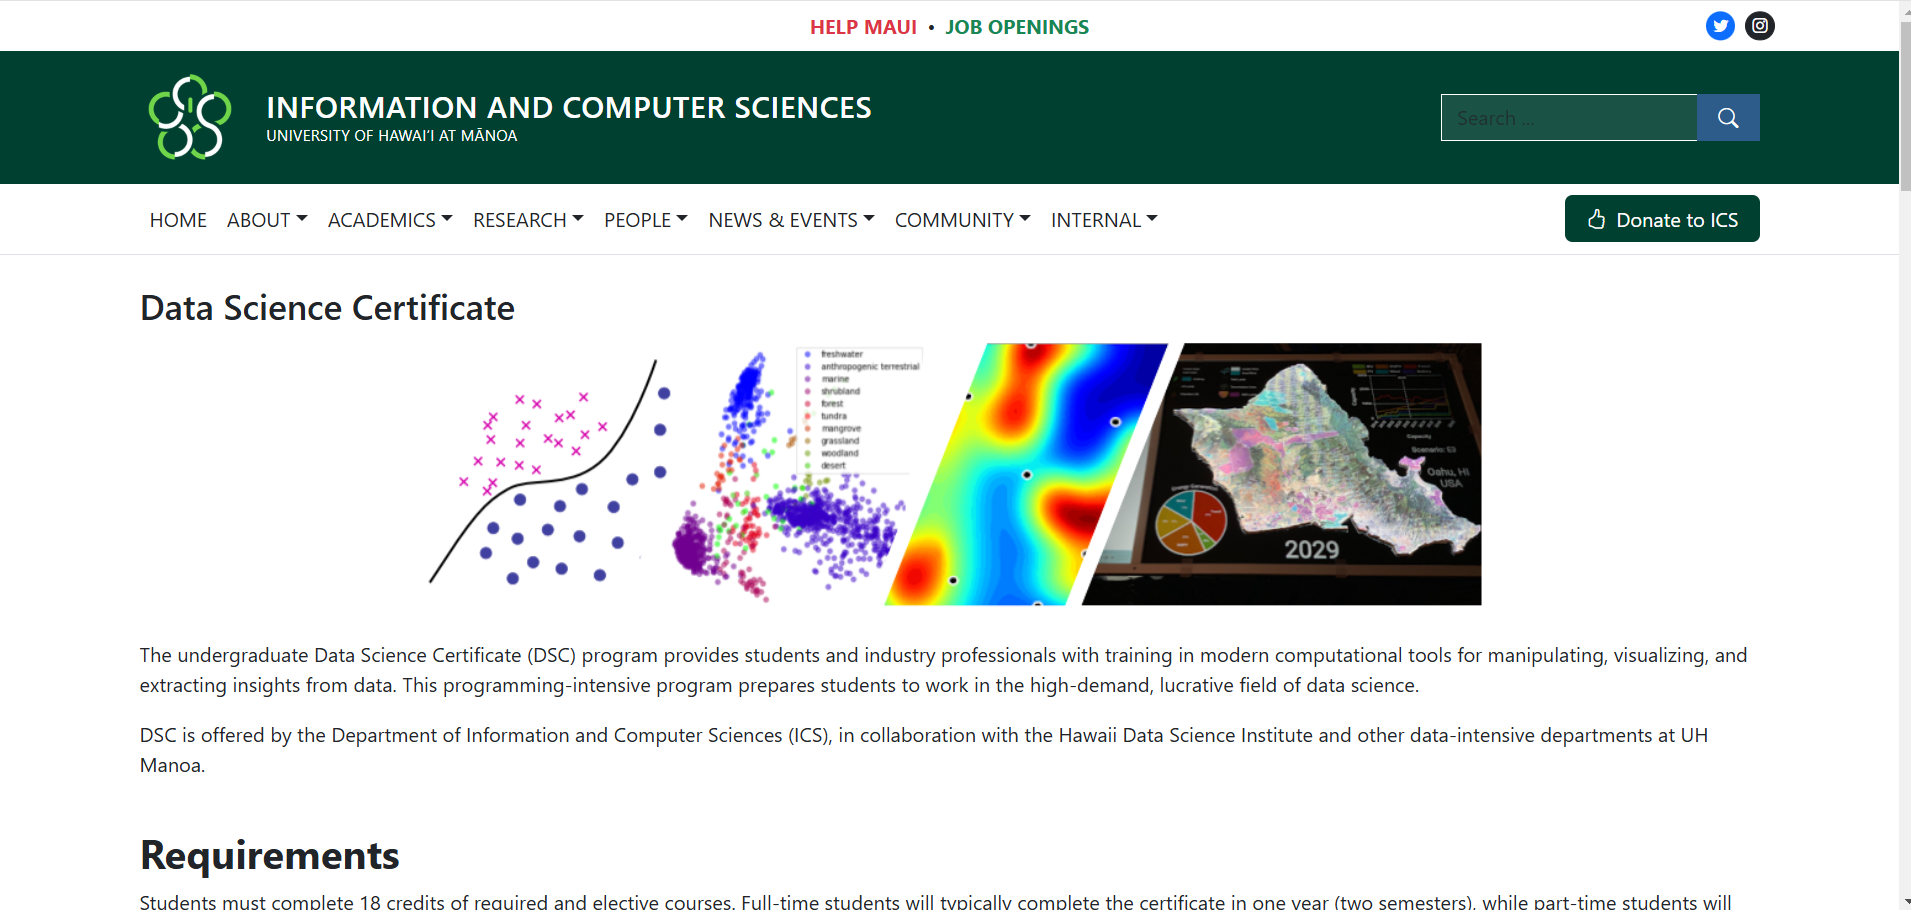 HELP MAUI • JOB OPENINGS
INFORMATION AND COMPUTER SCIENCES
UNIVERSITY OF HAWAIʻI AT MĀNOA
Search ...
HOME ABOUT ACADEMICS RESEARCH PEOPLE NEWS & EVENTS COMMUNITY INTERNAL Donate to ICS
Data Science Certificate
freshwater
anthropogenic terrestrial
marine
shrubland
forest
tundra
mangrove
grassland
woodland
desert
Capacity
Scenario: E3
Oahu, HI
USA
2029
The undergraduate Data Science Certificate (DSC) program provides students and industry professionals with training in modern computational tools for manipulating, visualizing, and
extracting insights from data. This programming-intensive program prepares students to work in the high-demand, lucrative field of data science.
DSC is offered by the Department of Information and Computer Sciences (ICS), in collaboration with the Hawaii Data Science Institute and other data-intensive departments at UH
Manoa.
Requirements
Students must complete 18 credits of required and elective courses. Full-time students will typically complete the certificate in one year (two semesters), while part-time students will